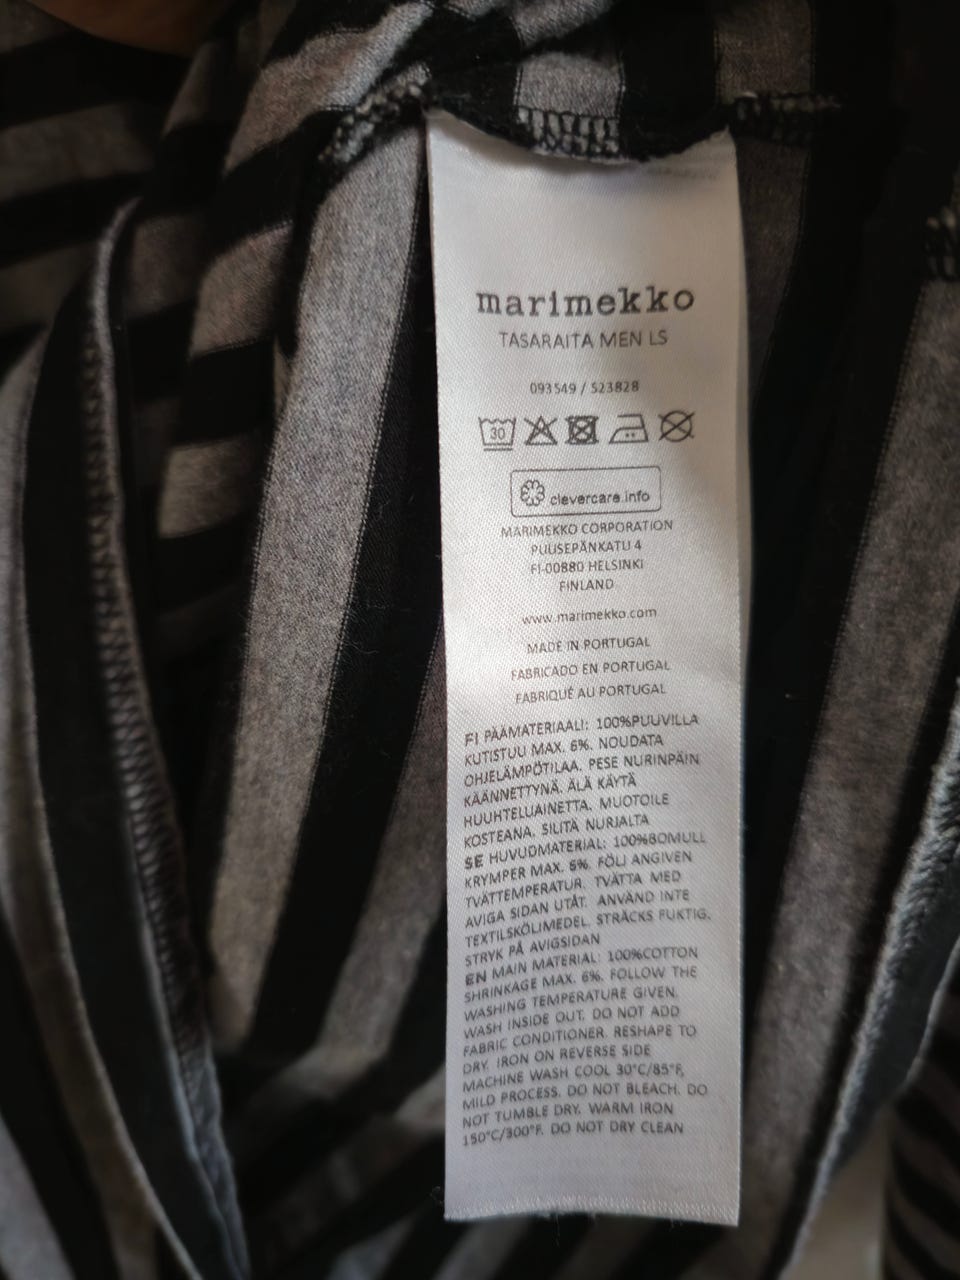 marimekko
TASARAITA MEN LS
093549 / 523828
30
clevercare.info
MARIMEKKO CORPORATION
PUUSEPÄNKATU 4
FI-00880 HELSINKI
FINLAND
www.marimekko.com
MADE IN PORTUGAL
FABRICADO EN PORTUGAL
FABRIQUÉ AU PORTUGAL
FI PÄÄMATERIAALI: 100%PUUVILLA
KUTISTUU MAX. 6%. NOUDATA
OHJELÄMPÖTILAA. PESE NURINPÄIN
KÄÄNNETTYNÄ. ÄLÄ KÄYTÄ
HUUHTELUAINETTA. MUOTOILE
KOSTEANA. SILITÄ NURJALTA
SE HUVUDMATERIAL: 100%BOMULL
KRYMPER MAX. 6%. FÖLJ ANGIVEN
TVÄTTEMPERATUR. TVÄTTA MED
AVIGA SIDAN UTÅT. ANVÄND INTE
TEXTILSKÖLJMEDEL. STRÄCKS FUKTIG.
STRYK PÅ AVIGSIDAN
EN MAIN MATERIAL: 100%COTTON
SHRINKAGE MAX. 6%. FOLLOW THE
WASHING TEMPERATURE GIVEN.
WASH INSIDE OUT. DO NOT ADD
FABRIC CONDITIONER. RESHAPE TO
DRY. IRON ON REVERSE SIDE
MACHINE WASH COOL 30°C/85°F,
MILD PROCESS. DO NOT BLEACH. DO
NOT TUMBLE DRY. WARM IRON
150°C/300°F. DO NOT DRY CLEAN